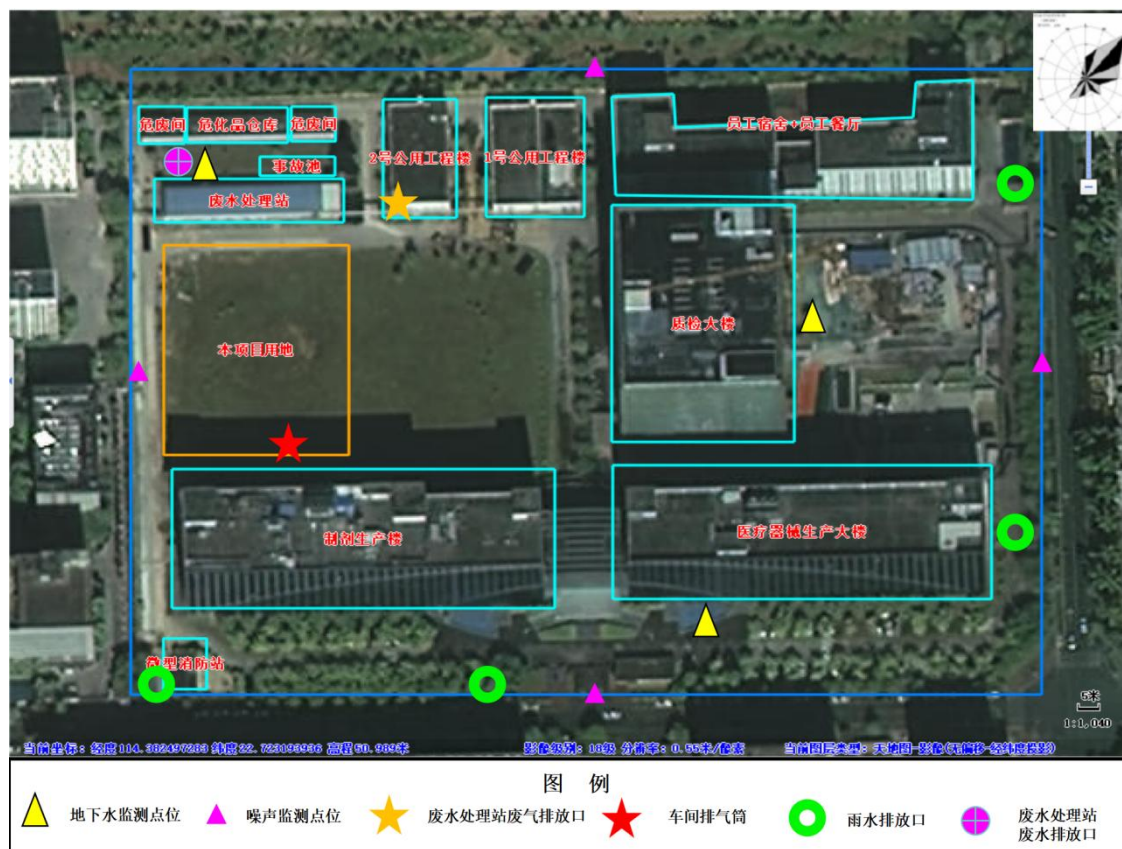 危废间
危化品仓库
危废间
2号公用工程楼
1号公用工程楼
员工宿舍+员工餐厅
事故池
废水处理站
质检大楼
本项目用地
制剂生产楼
医疗器械生产大楼
微型消防站
5米
1:1,040
当前坐标: 经度114.382497283 纬度22.723193936 高程50.989米
影像级别: 18级 分辨率: 0.55米/像素
当前图层类型: 天地图-影像(无偏移-经纬度投影)
图 例
地下水监测点位
噪声监测点位
废水处理站废气排放口
车间排气筒
雨水排放口
废水处理站
废水排放口